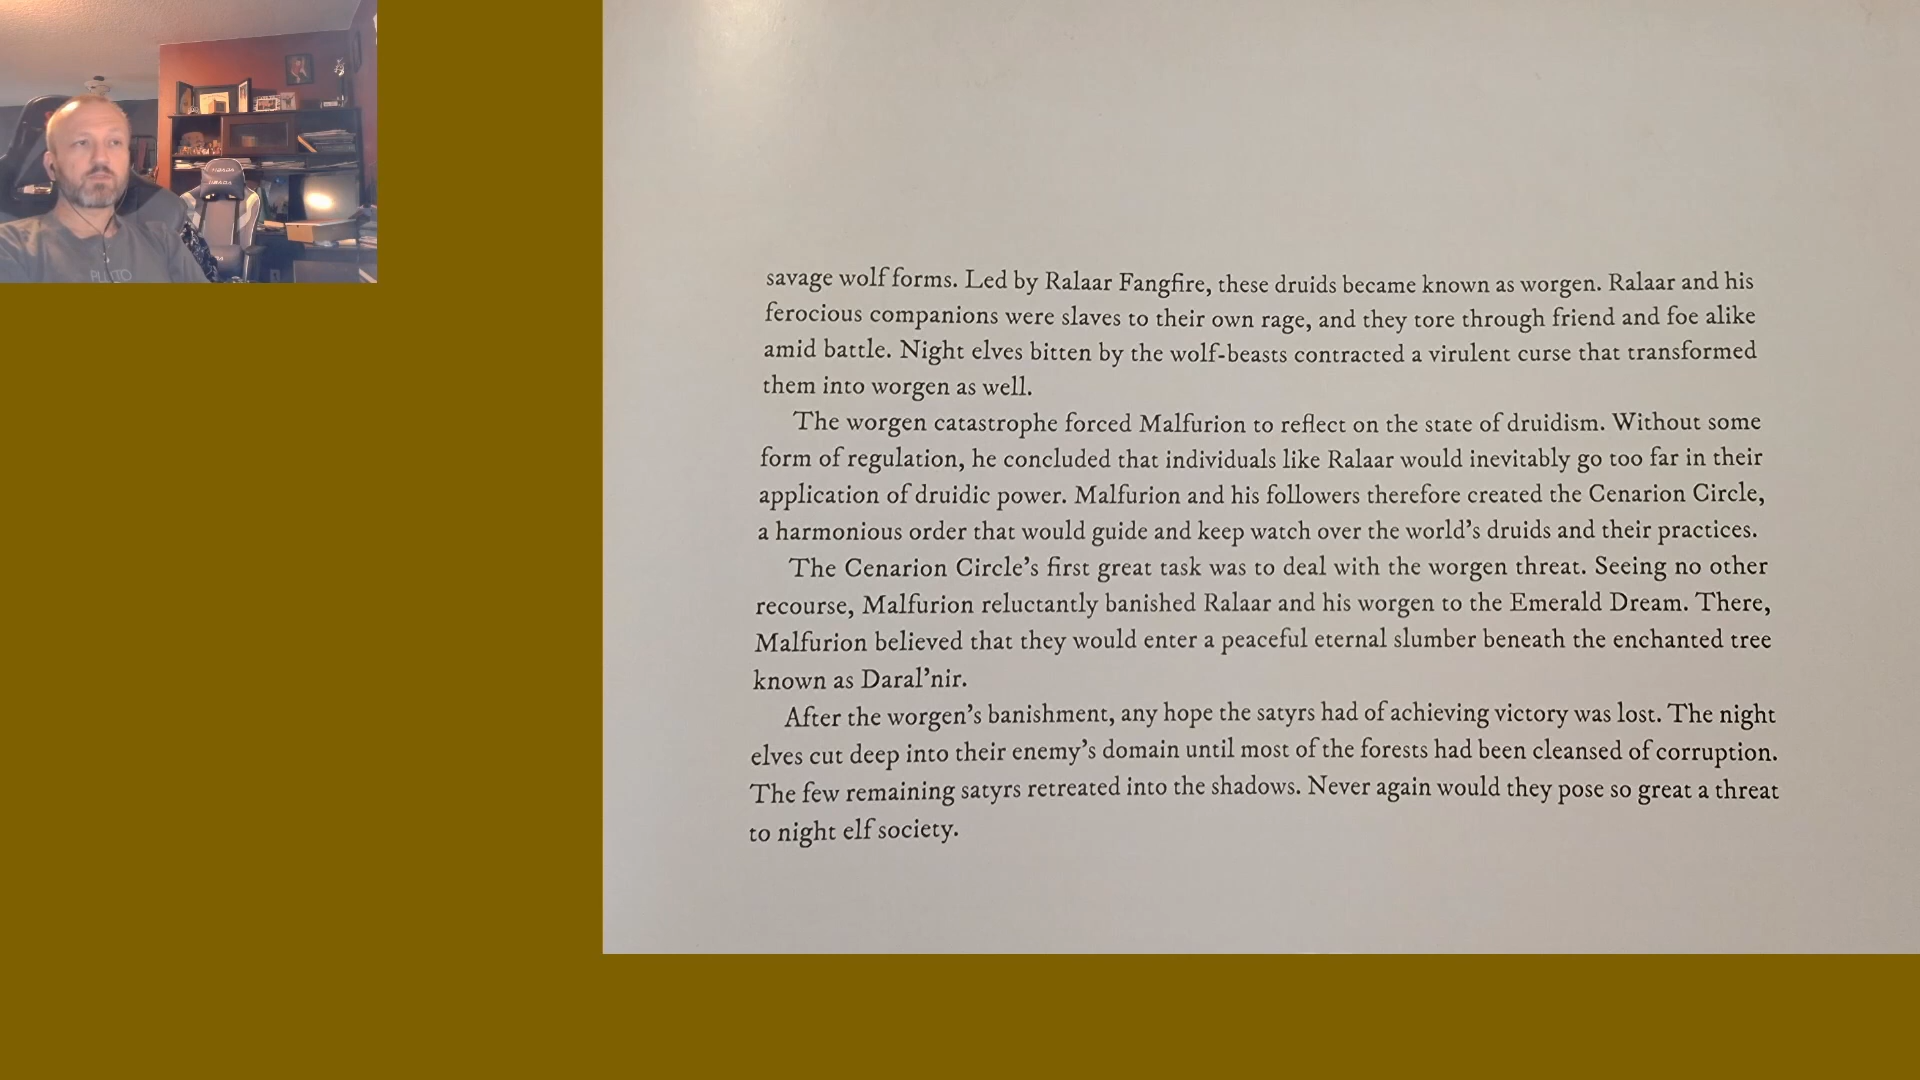 HBADA
HBADA
PLUTO
savage wolf forms. Led by Ralaar Fangfire, these druids became known as worgen. Ralaar and his
ferocious companions were slaves to their own rage, and they tore through friend and foe alike
amid battle. Night elves bitten by the wolf-beasts contracted a virulent curse that transformed
them into worgen as well.
The worgen catastrophe forced Malfurion to reflect on the state of druidism. Without some
form of regulation, he concluded that individuals like Ralaar would inevitably go too far in their
application of druidic power. Malfurion and his followers therefore created the Cenarion Circle,
a harmonious order that would guide and keep watch over the world's druids and their practices.
The Cenarion Circle's first great task was to deal with the worgen threat. Seeing no other
recourse, Malfurion reluctantly banished Ralaar and his worgen to the Emerald Dream. There,
Malfurion believed that they would enter a peaceful eternal slumber beneath the enchanted tree
known as Daral'nir.
After the worgen's banishment, any hope the satyrs had of achieving victory was lost. The night
elves cut deep into their enemy's domain until most of the forests had been cleansed of corruption.
The few remaining satyrs retreated into the shadows. Never again would they pose so great a threat
to night elf society.